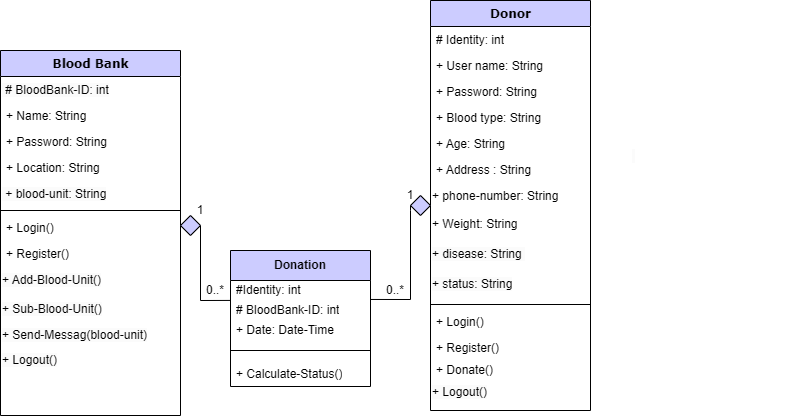 Blood Bank
# BloodBank-ID: int
+ Name: String
+ Password: String
+ Location: String
+ blood-unit: String
+ Login()
+ Register()
+ Add-Blood-Unit()
+ Sub-Blood-Unit()
+ Send-Messag(blood-unit)
+ Logout()
1
0..*
Donation
#Identity: int
# BloodBank-ID: int
+ Date: Date-Time
+ Calculate-Status()
0..*
1
Donor
# Identity: int
+ User name: String
+ Password: String
+ Blood type: String
+ Age: String
+ Address : String
+ phone-number: String
+ Weight: String
+ disease: String
+ status: String
+ Login()
+ Register()
+ Donate()
+ Logout()